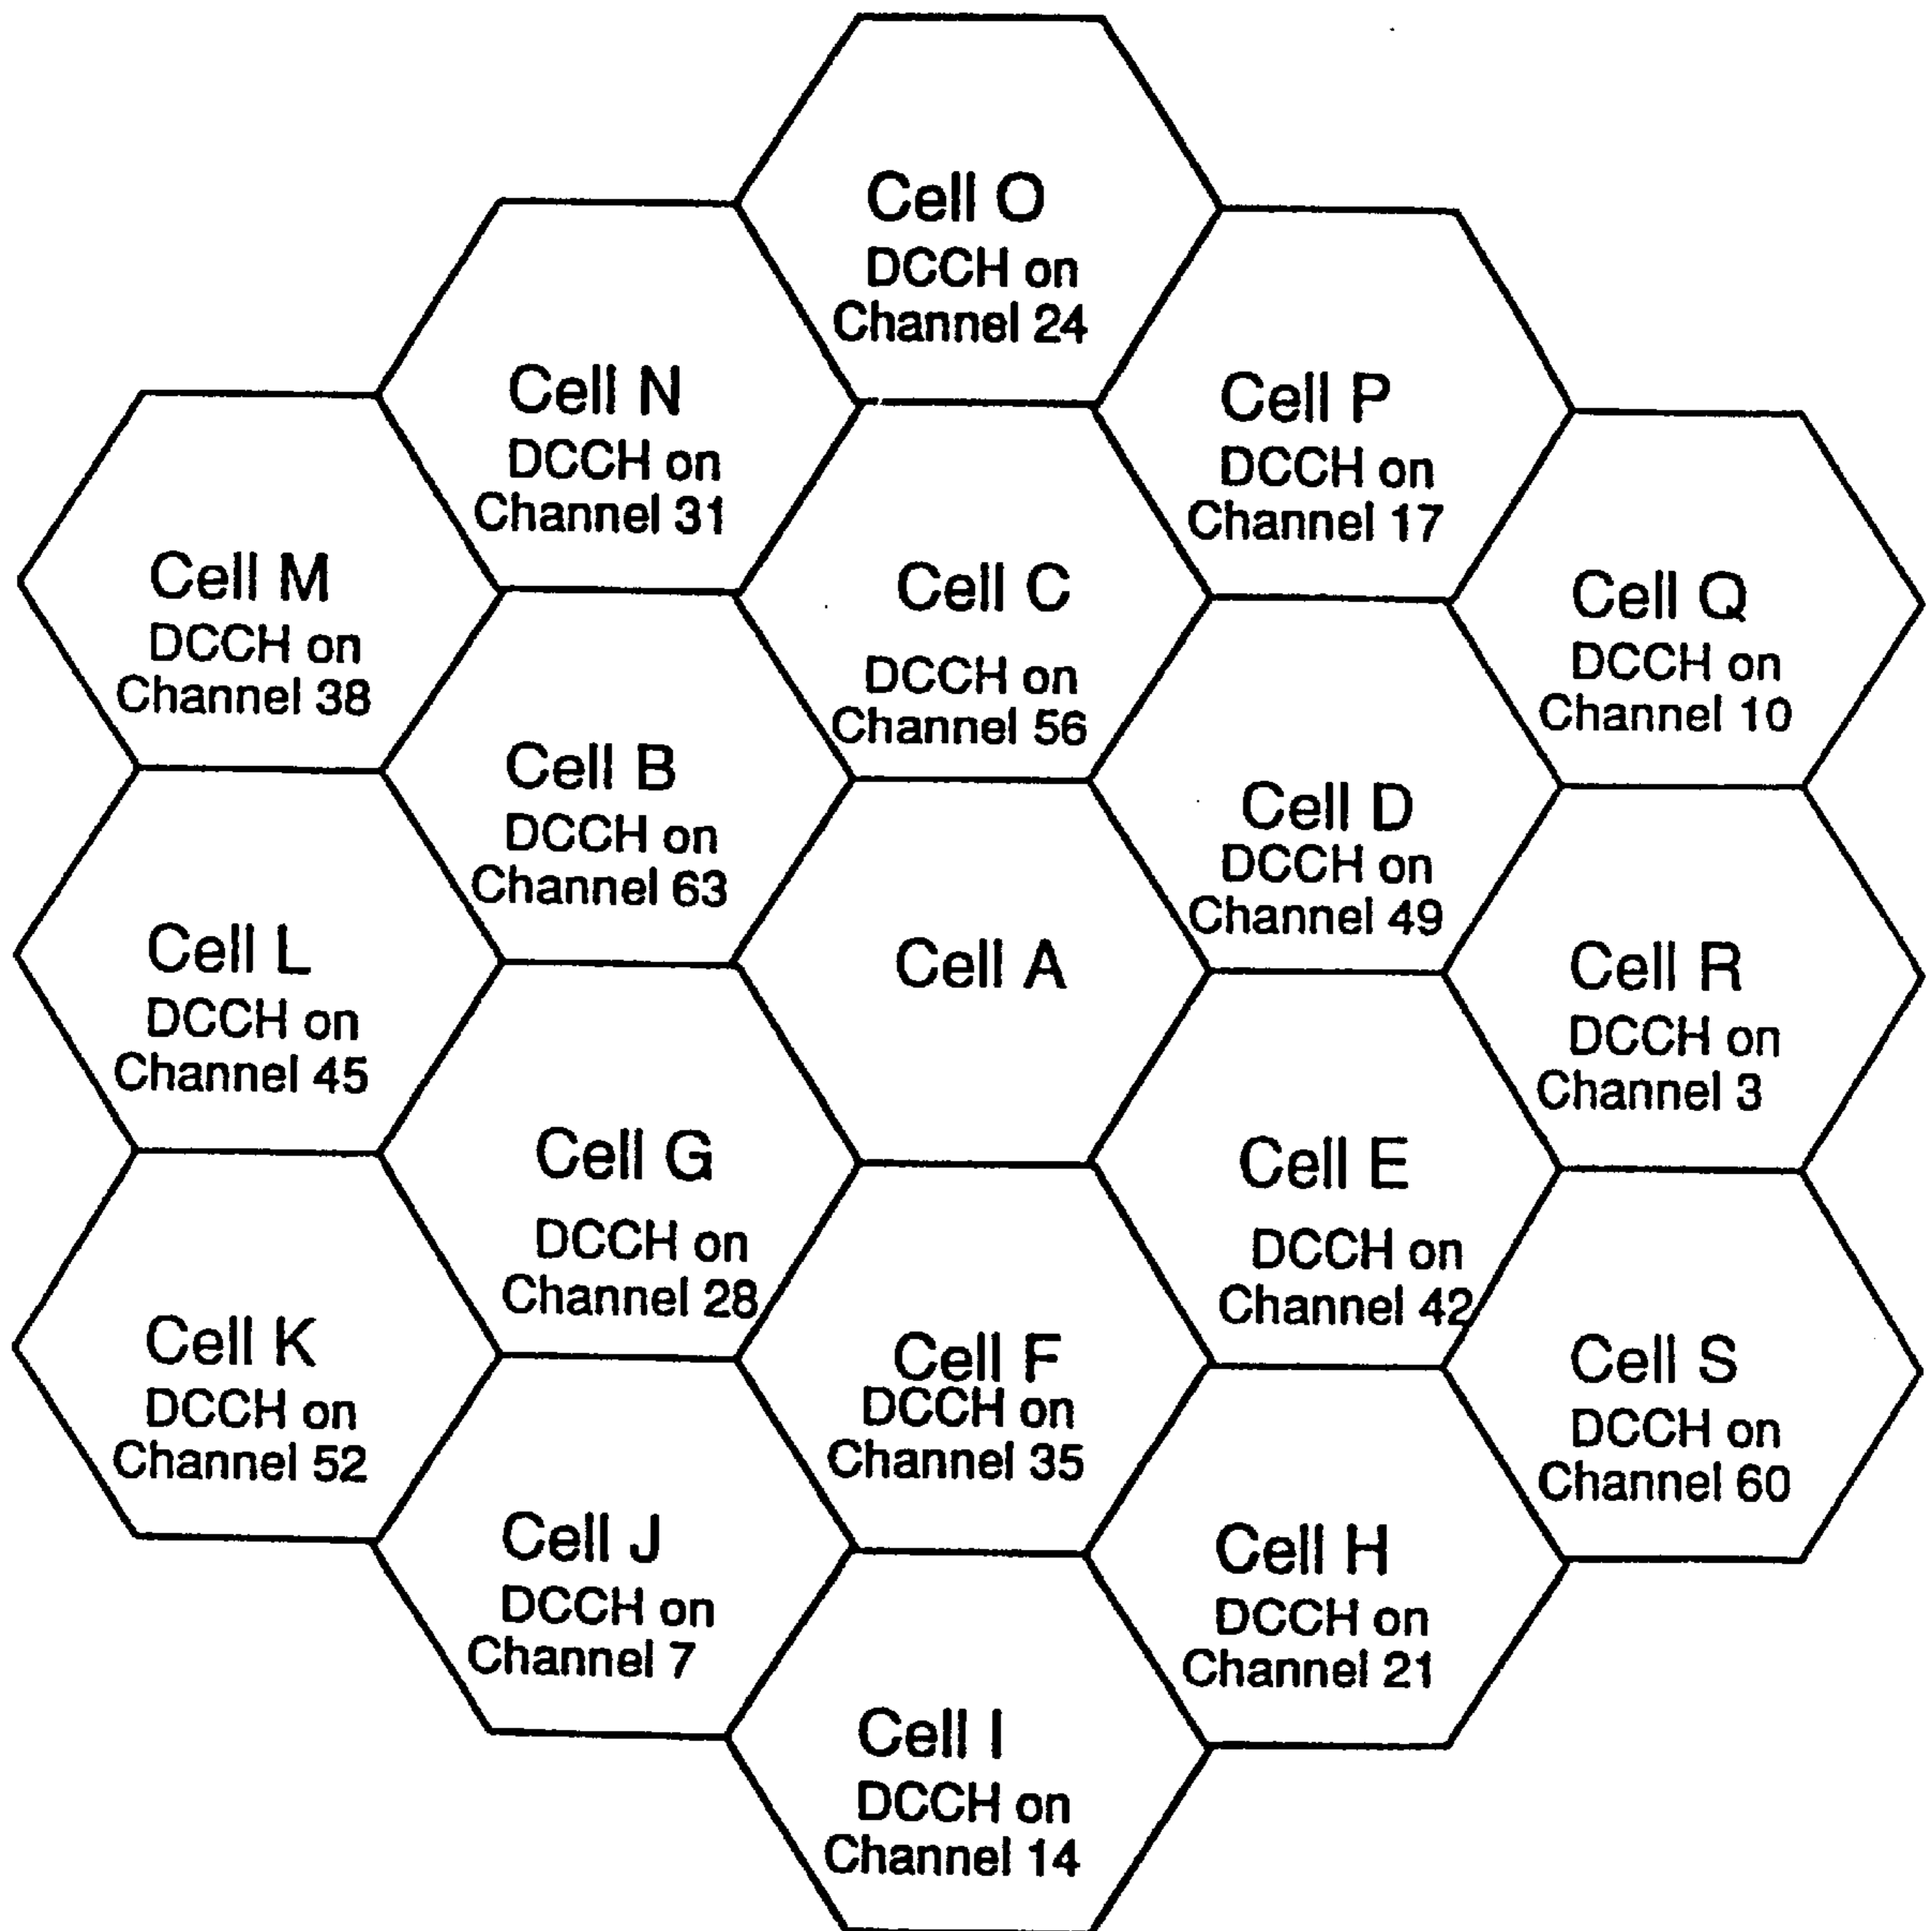 Cell O
DCCH on
Channel 24
Cell N
DCCH on
Channel 31
Cell P
DCCH on
Channel 17
Cell M
DCCH on
Channel 38
Cell C
DCCH on
Channel 56
Cell Q
DCCH on
Channel 10
Cell B
DCCH on
Channel 63
Cell D
DCCH on
Channel 49
Cell L
DCCH on
Channel 45
Cell A
Cell R
DCCH on
Channel 3
Cell G
DCCH on
Channel 28
Cell E
DCCH on
Channel 42
Cell K
DCCH on
Channel 52
Cell F
DCCH on
Channel 35
Cell S
DCCH on
Channel 60
Cell J
DCCH on
Channel 7
Cell H
DCCH on
Channel 21
Cell I
DCCH on
Channel 14